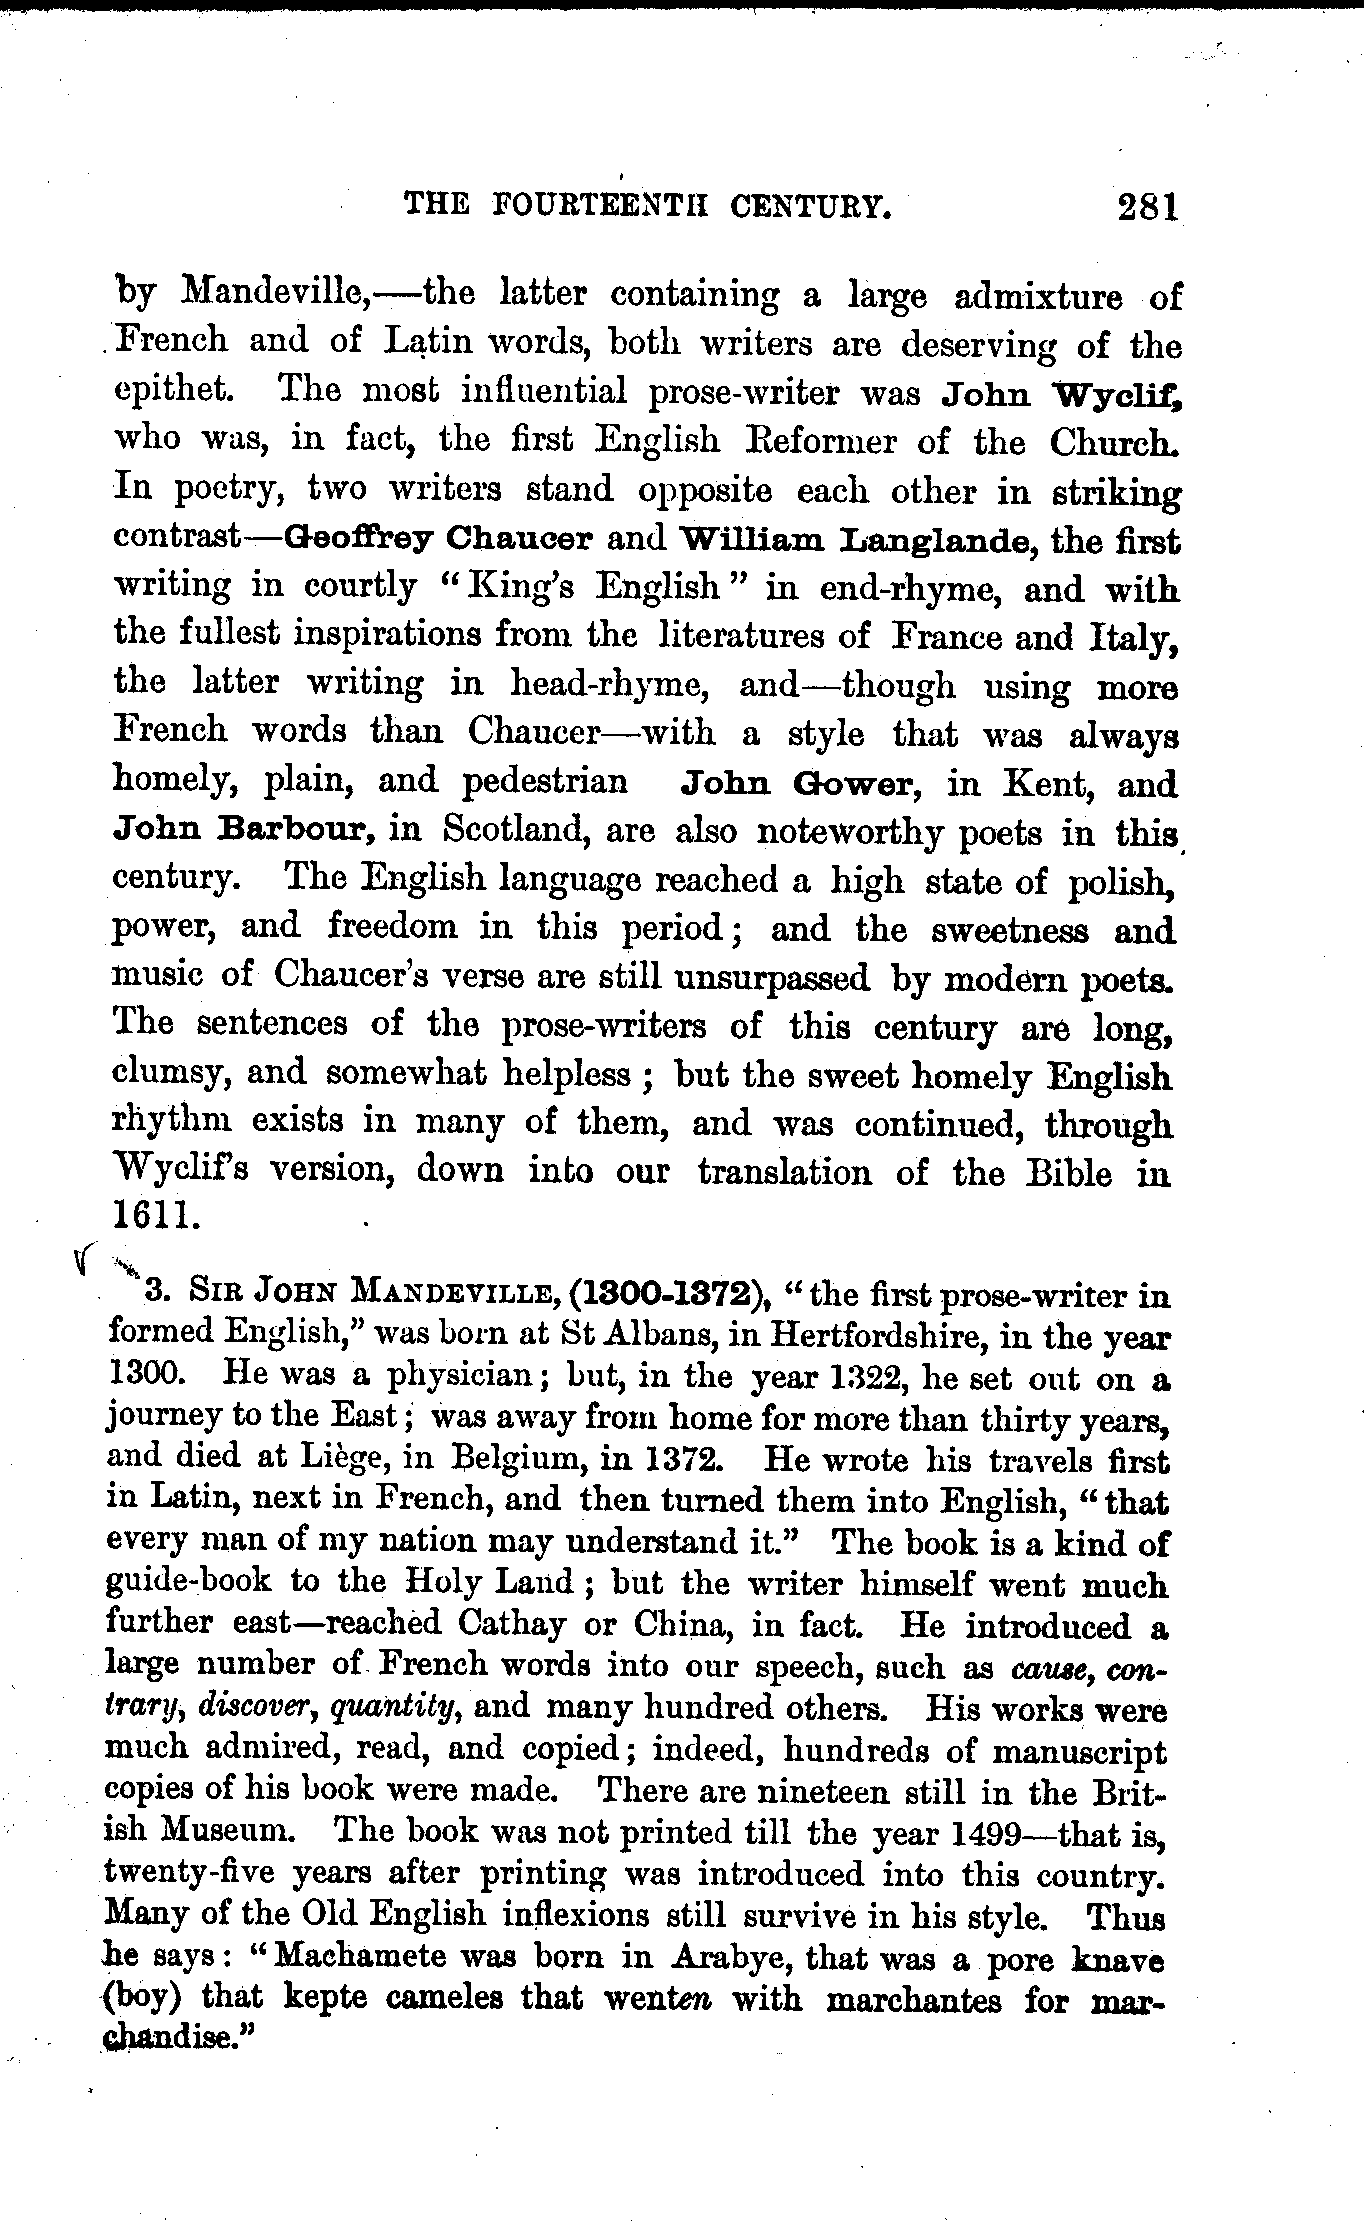 THE FOURTEENTH CENTURY. 281
by Mandeville,—the latter containing a large admixture of
French and of Latin words, both writers are deserving of the
epithet. The most influential prose-writer was John Wyclif,
who was, in fact, the first English Reformer of the Church.
In poetry, two writers stand opposite each other in striking
contrast—Geoffrey Chaucer and William Langlande, the first
writing in courtly “King’s English” in end-rhyme, and with
the fullest inspirations from the literatures of France and Italy,
the latter writing in head-rhyme, and—though using more
French words than Chaucer—with a style that was always
homely, plain, and pedestrian John Gower, in Kent, and
John Barbour, in Scotland, are also noteworthy poets in this
century. The English language reached a high state of polish,
power, and freedom in this period; and the sweetness and
music of Chaucer’s verse are still unsurpassed by modern poets.
The sentences of the prose-writers of this century are long,
clumsy, and somewhat helpless; but the sweet homely English
rhythm exists in many of them, and was continued, through
Wyclif’s version, down into our translation of the Bible in
1611.
3. SIR JOHN MANDEVILLE, (1300-1372), “the first prose-writer in
formed English,” was born at St Albans, in Hertfordshire, in the year
1300. He was a physician; but, in the year 1322, he set out on a
journey to the East; was away from home for more than thirty years,
and died at Liège, in Belgium, in 1372. He wrote his travels first
in Latin, next in French, and then turned them into English, “that
every man of my nation may understand it.” The book is a kind of
guide-book to the Holy Land; but the writer himself went much
further east—reached Cathay or China, in fact. He introduced a
large number of French words into our speech, such as cause, con-
trary, discover, quantity, and many hundred others. His works were
much admired, read, and copied; indeed, hundreds of manuscript
copies of his book were made. There are nineteen still in the Brit-
ish Museum. The book was not printed till the year 1499—that is,
twenty-five years after printing was introduced into this country.
Many of the Old English inflexions still survive in his style. Thus
he says: “Machamete was born in Arabye, that was a pore knave
(boy) that kepte cameles that wenten with marchantes for mar-
chandise.”